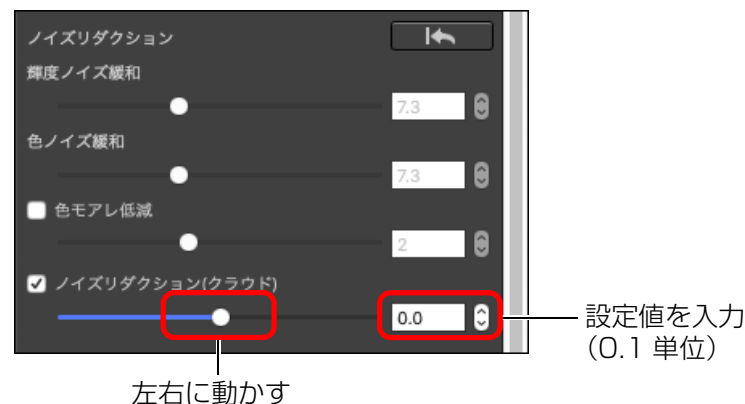 ノイズリダクション
輝度ノイズ緩和
7.3
色ノイズ緩和
7.3
色モアレ低減
2
ノイズリダクション(クラウド)
0.0
設定値を入力
（0.1 単位）
左右に動かす